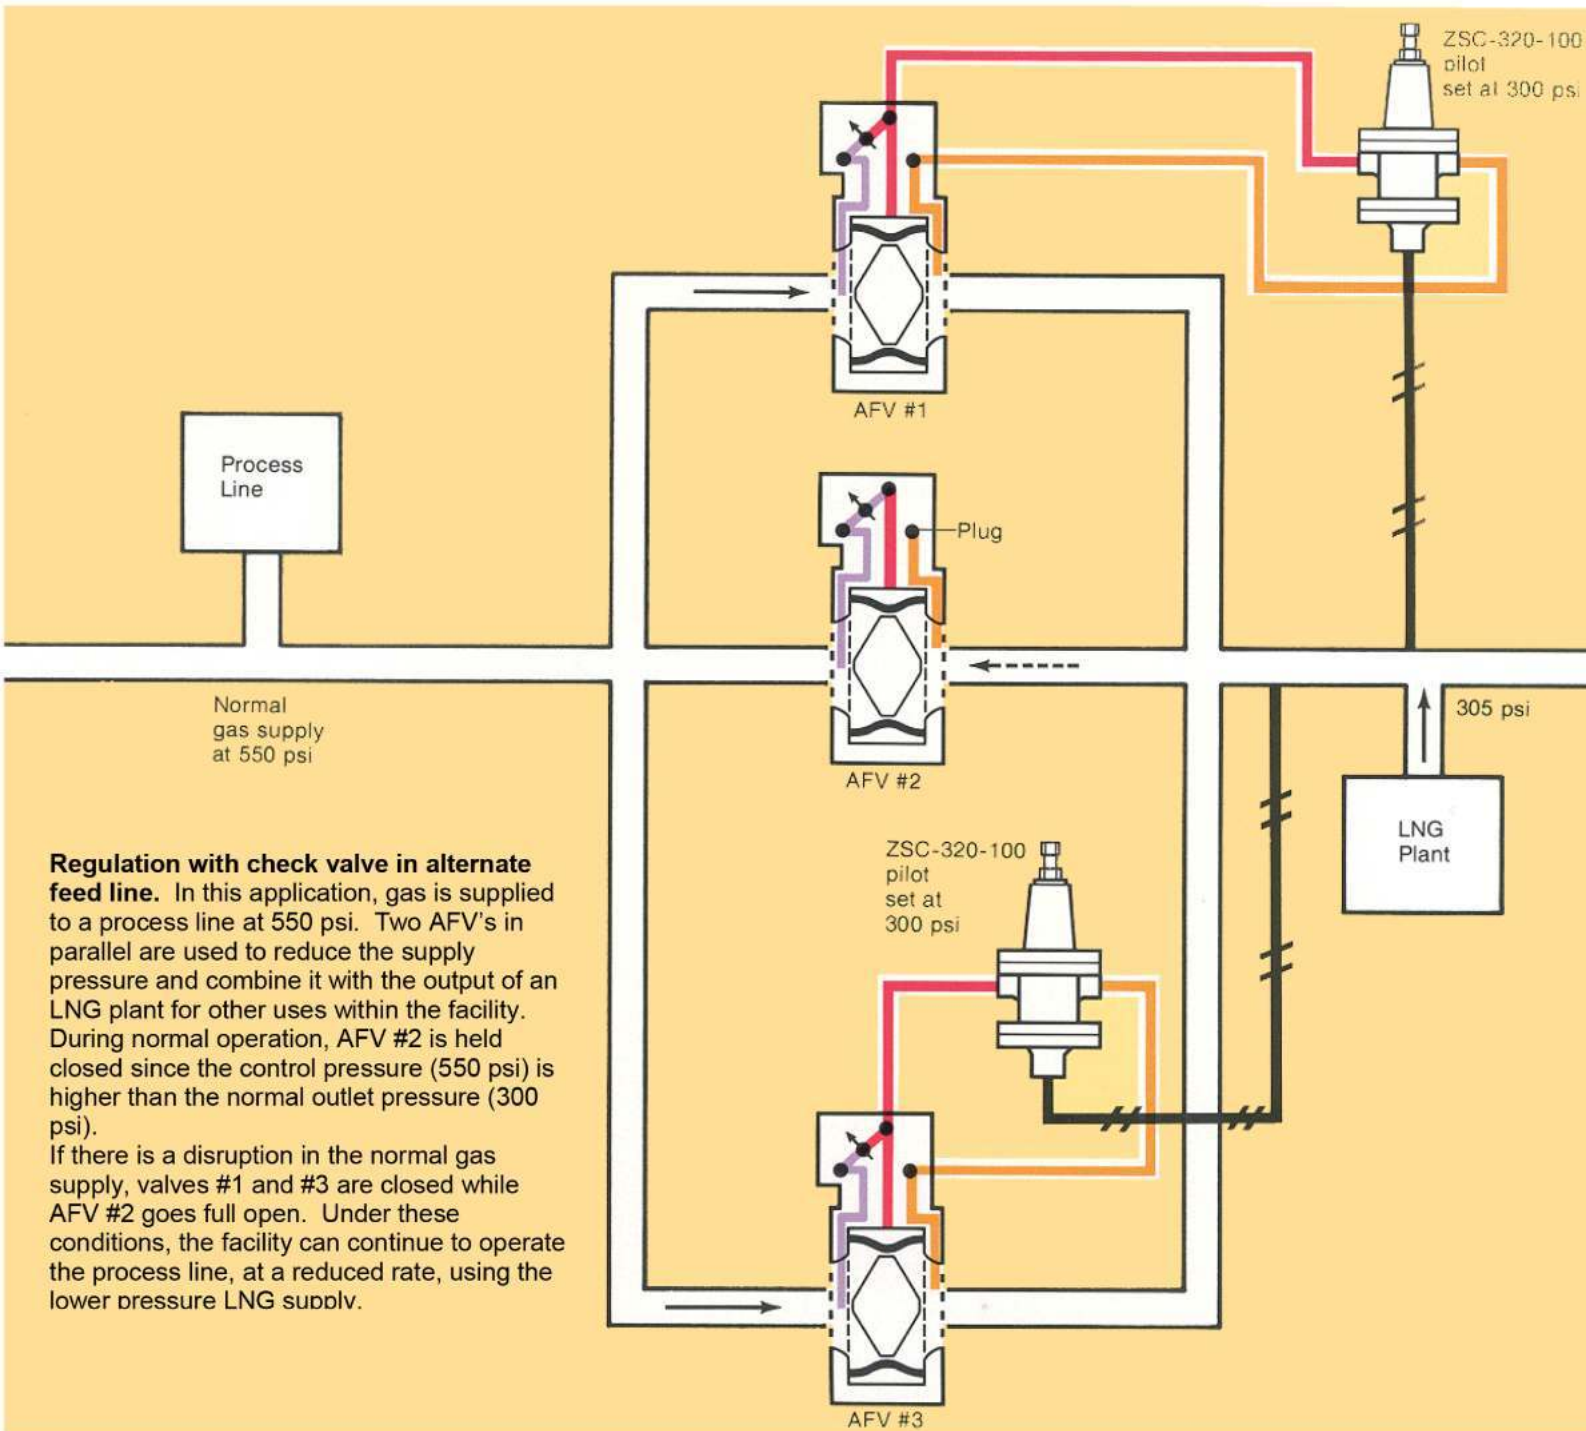 ZSC-320-100
pilot
set at 300 psi
AFV #1
Process
Line
Plug
Normal
gas supply
at 550 psi
305 psi
AFV #2
LNG
Plant
ZSC-320-100
pilot
set at
300 psi
Regulation with check valve in alternate
feed line. In this application, gas is supplied
to a process line at 550 psi. Two AFV's in
parallel are used to reduce the supply
pressure and combine it with the output of an
LNG plant for other uses within the facility.
During normal operation, AFV #2 is held
closed since the control pressure (550 psi) is
higher than the normal outlet pressure (300
psi).
If there is a disruption in the normal gas
supply, valves #1 and #3 are closed while
AFV #2 goes full open. Under these
conditions, the facility can continue to operate
the process line, at a reduced rate, using the
lower pressure LNG supply.
AFV #3